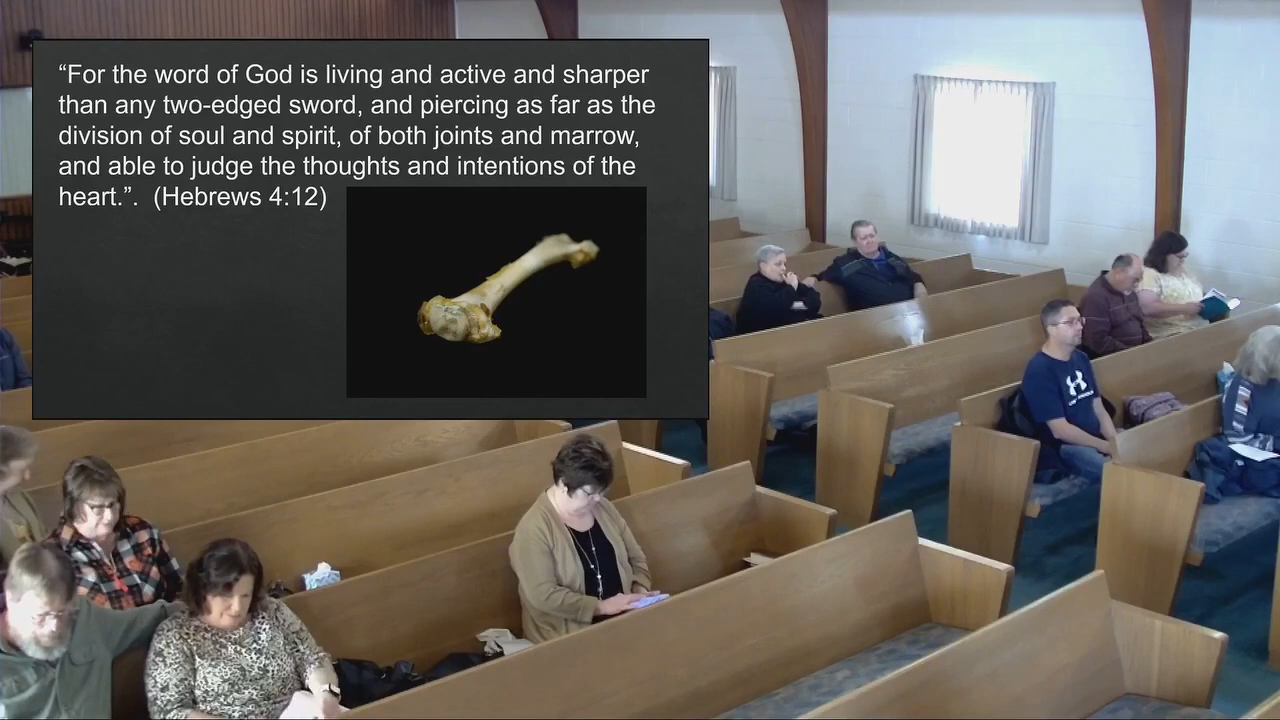 “For the word of God is living and active and sharper
than any two-edged sword, and piercing as far as the
division of soul and spirit, of both joints and marrow,
and able to judge the thoughts and intentions of the
heart.”.  (Hebrews 4:12)